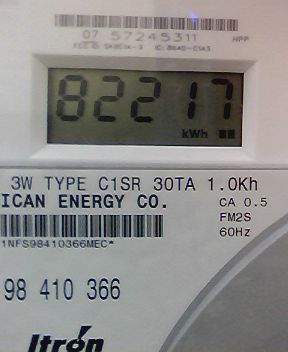 07 57245311 HPP
82217
kWh
3W TYPE C1SR 30TA 1.0Kh
ICAN ENERGY CO. CA 0.5
FM2S
60Hz
1NFS98410366MEC*
98 410 366
Itron